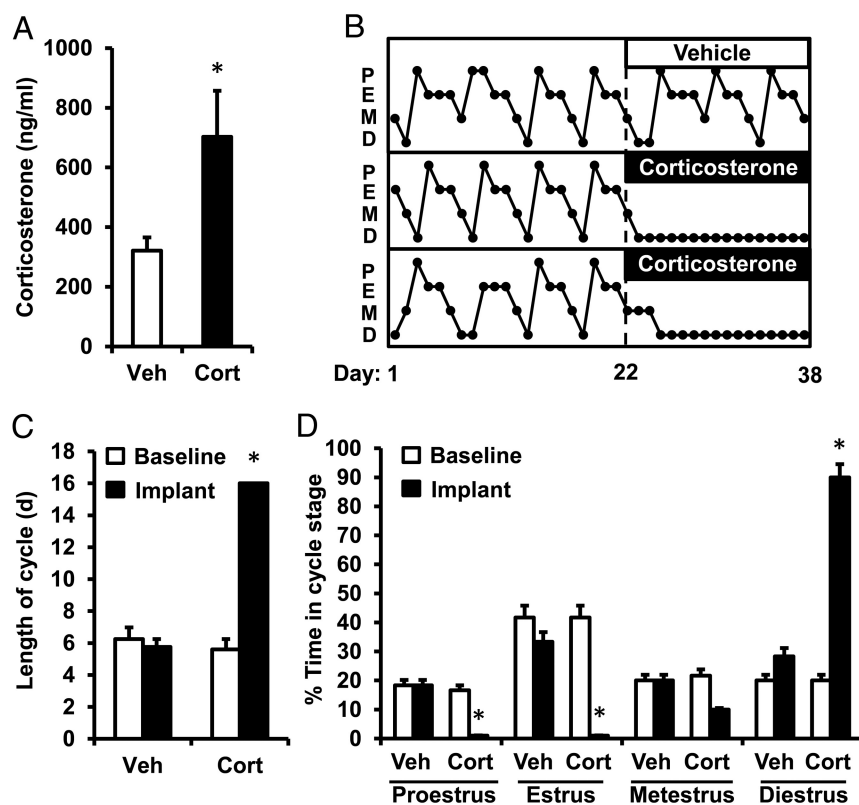 A
Corticosterone (ng/ml)
1000
800
600
400
200
0
*
Veh Cort
B
Vehicle
P
E
M
D
Corticosterone
P
E
M
D
Corticosterone
P
E
M
D
Day: 1 22 38
C
Length of cycle (d)
18
16
14
12
10
8
6
4
2
0
Baseline
Implant
*
Veh Cort
D
% Time in cycle stage
100
90
80
70
60
50
40
30
20
10
0
Baseline
Implant
*
*
*
Veh Cort Veh Cort Veh Cort Veh Cort
Proestrus Estrus Metestrus Diestrus